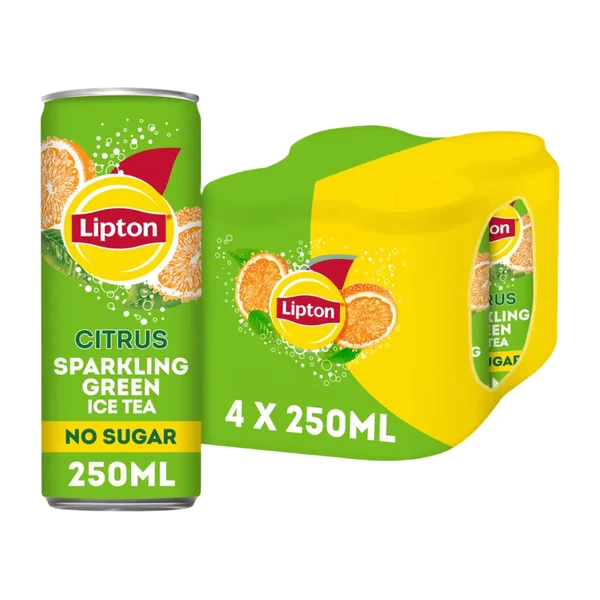 Lipton
CITRUS
SPARKLING
GREEN
ICE TEA
NO SUGAR
250ML
Lipton
4 X 250ML